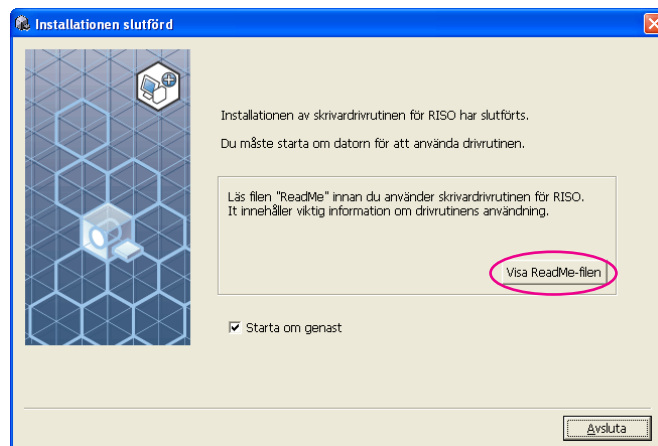 Installationen slutförd
Installationen av skrivardrivrutinen för RISO har slutförts.
Du måste starta om datorn för att använda drivrutinen.
Läs filen "ReadMe" innan du använder skrivardrivrutinen för RISO.
It innehåller viktig information om drivrutinens användning.
Visa ReadMe-filen
Starta om genast
Avsluta